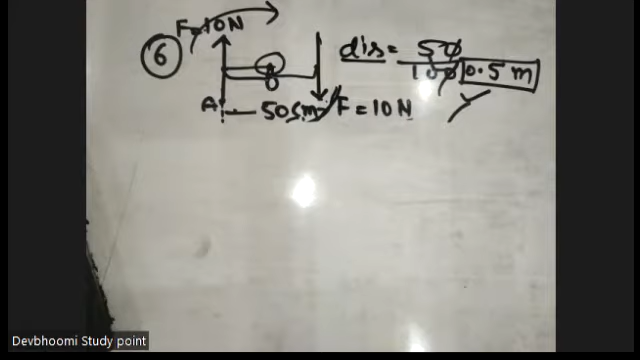 F=10N
6
dis = 50/100 0.5 m
O
A 50cm F = 10N
Devbhoomi Study point